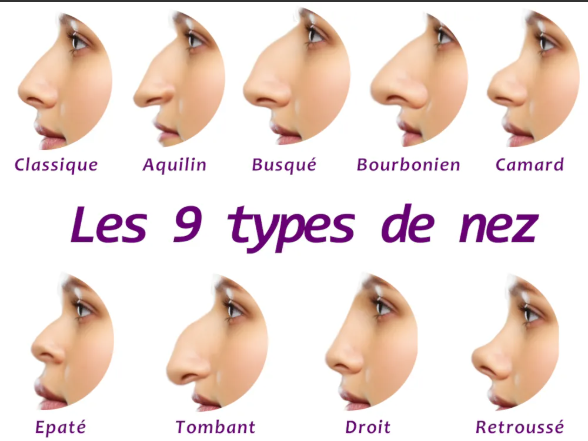 Classique Aquilin Busqué Bourbonien Camard
Les 9 types de nez
Epaté Tombant Droit Retroussé